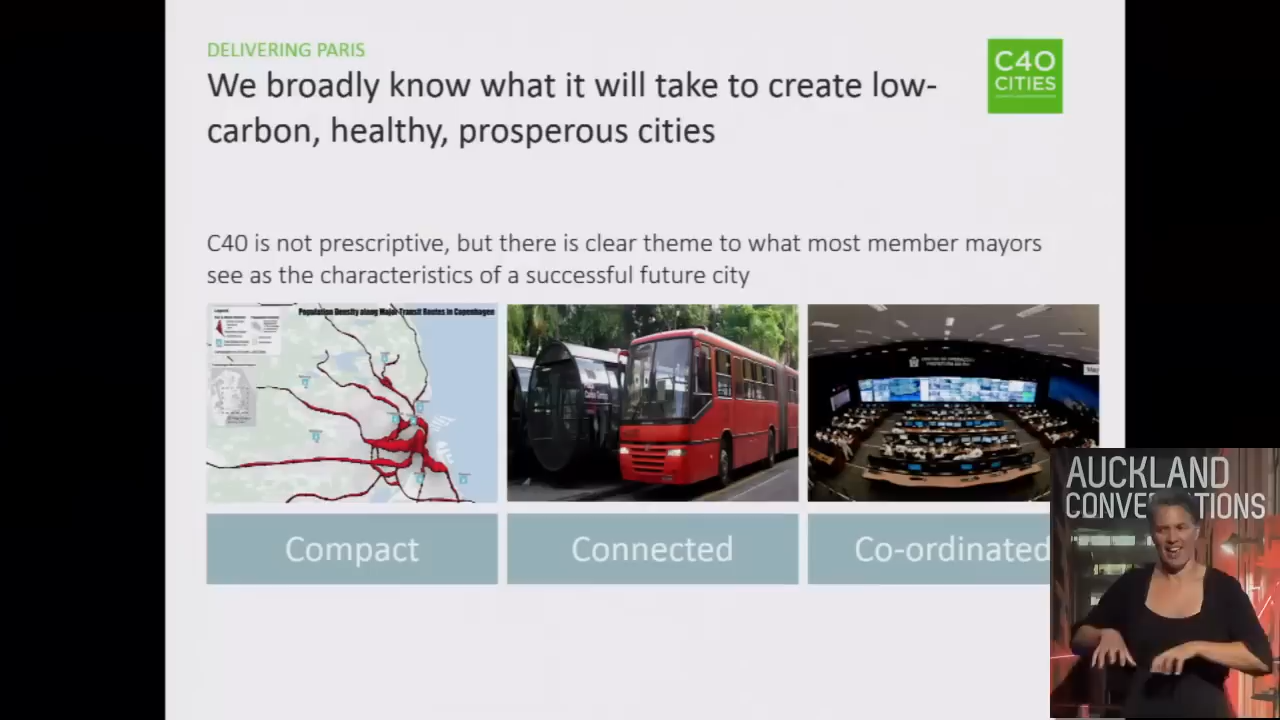 DELIVERING PARIS
We broadly know what it will take to create low-
carbon, healthy, prosperous cities
C40
CITIES
C40 is not prescriptive, but there is clear theme to what most member mayors
see as the characteristics of a successful future city
Population Density along Major Transit Routes in Copenhagen
Compact
Connected
Co-ordinated
AUCKLAND
CONVE TIONS